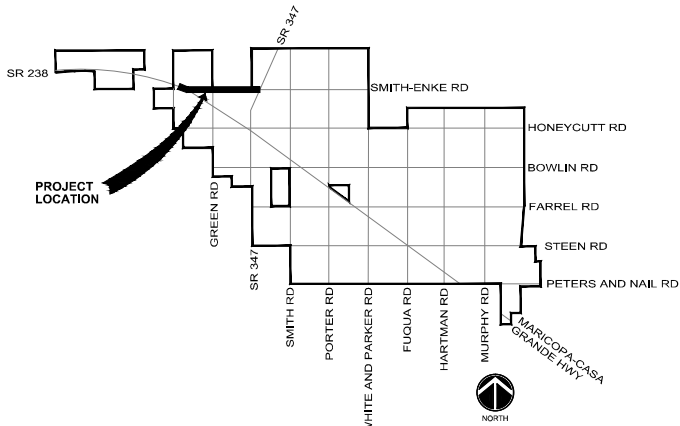 SR 347
SR 238
SMITH-ENKE RD
HONEYCUTT RD
BOWLIN RD
PROJECT
LOCATION
FARREL RD
GREEN RD
STEEN RD
SR 347
PETERS AND NAIL RD
SMITH RD
PORTER RD
WHITE AND PARKER RD
FUQUA RD
HARTMAN RD
MURPHY RD
MARICOPA-CASA
GRANDE HWY
NORTH